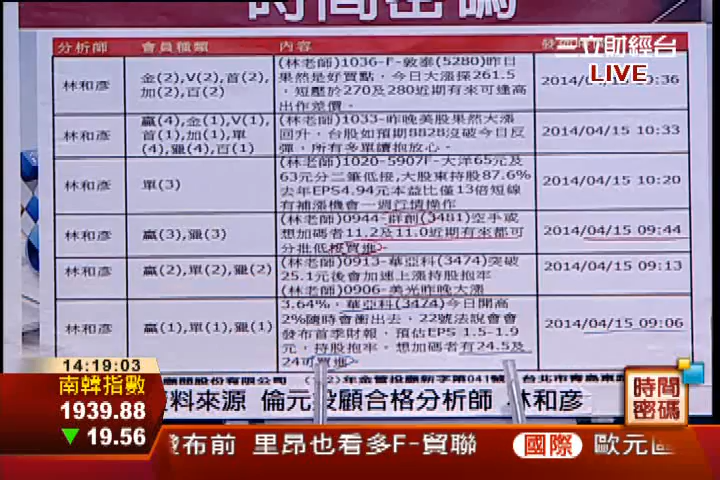 時間密碼
三立財經台
LIVE
分析師 會員種類 內容
林和彥
金(2),V(2),首(2),
加(2),百(2)
(林老師)1036-F-敦泰(5280)昨日
果然是好買點，今日大漲探261.5
，短壓於270及280近期有來可逢高
出作差價。
2014/04/15 10:36
林和彥
贏(4),金(1),V(1),
首(1),加(1),單
(4),獵(4),百(1)
(林老師)1033-昨晚美股果然大漲
回升，台股如預期8828沒破今日反
彈，所有多單續抱放心。
2014/04/15 10:33
林和彥
單(3)
(林老師)1020-5907F-大洋65元及
63元分二筆低接,大股東持股87.6%
去年EPS4.94元本益比僅13倍短線
有補漲機會一週行情操作
2014/04/15 10:20
林和彥
贏(3),獵(3)
(林老師)0944-群創(3481)空手或
想加碼者11.2及11.0近期有來都可
分批低接買進
2014/04/15 09:44
林和彥
贏(2),單(2),獵(2)
(林老師)0913-華亞科(3474)突破
25.1元後會加速上漲持股抱牢
2014/04/15 09:13
林和彥
贏(1),單(1),獵(1)
(林老師)0906-美光昨晚大漲
3.64%，華亞科(3474)今日開高
2%隨時會衝出去，22號法說會會
發布首季財報，預估EPS 1.5-1.9
元，持股抱牢，想加碼者有24.5及
24可買進
2014/04/15 09:06
14:19:03
南韓指數
1939.88
▼19.56
資料來源 倫元投顧合格分析師 林和彥
時間
密碼
發布前 里昂也看多F-貿聯 國際 歐元區